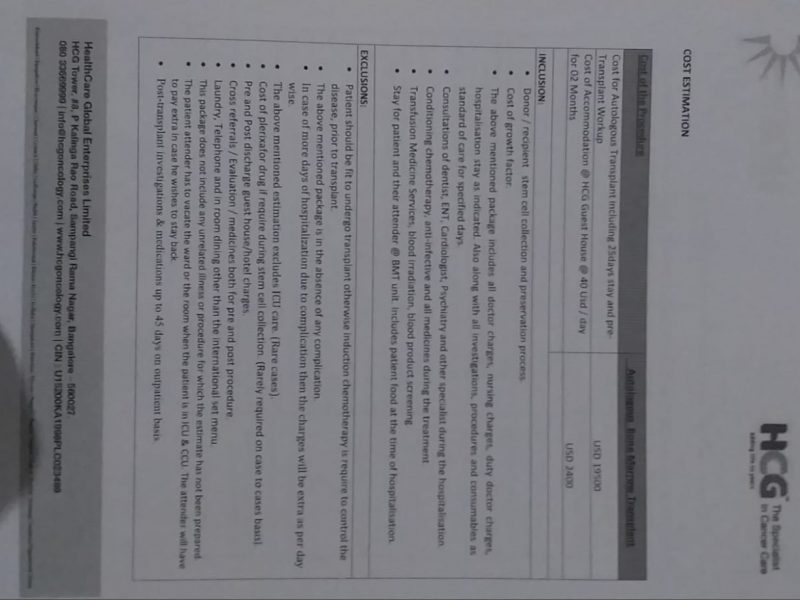 HCG The Specialist
in Cancer Care
adding life to years
COST ESTIMATION
Cost of the Procedure
Autologous Bone Marrow Transplant
Cost for Autologous Transplant including 25days stay and pre-
Transplant Workup
USD 19500
Cost of Accommodation @ HCG Guest House @ 40 Usd / day
for 02 Months
USD 2400
INCLUSION:
• Donor / recipient stem cell collection and preservation process.
• Cost of growth factor.
• The above mentioned package includes all doctor charges, nursing charges, duty doctor charges,
hospitalisation stay as indicated. Also along with all investigations, procedures and consumables as
standard of care for specified days.
• Consultations of dentist, ENT, Cardiologist, Psychiatry and other specialist during the hospitalisation
• Conditioning chemotherapy, anti-infective and all medicines during the treatment
• Transfusion Medicine Services, blood irradiation, blood product screening
• Stay for patient and their attender @ BMT unit. Includes patient food at the time of hospitalisation.
EXCLUSIONS:
• Patient should be fit to undergo transplant otherwise induction chemotherapy is require to control the
disease, prior to transplant.
• The above mentioned package is in the absence of any complication.
• In case of more days of hospitalization due to complication then the charges will be extra as per day
wise.
• The above mentioned estimation excludes ICU care. (Rare cases).
• Cost of plerixafor drug if require during stem cell collection. (Rarely required on case to cases basis)
• Pre and Post discharge guest house/hotel charges.
• Cross referrals / Evaluation / medicines both for pre and post procedure
• Laundry, Telephone and in room dining other than the international set menu.
• This package does not include any unrelated illness or procedure for which the estimate has not been prepared.
• The patient attender has to vacate the ward or the room when the patient is in ICU & CCU. The attender will have
to pay extra in case he wishes to stay back
• Post-transplant investigations & medications up to 45 days on outpatient basis.
HealthCare Global Enterprises Limited
HCG Tower, #8, P Kalinga Rao Road, Sampangi Rama Nagar, Bangalore - 560027
080 33669999 | info@hcgoncology.com | www.hcgoncology.com | CIN : U15200KA1998PLC023489